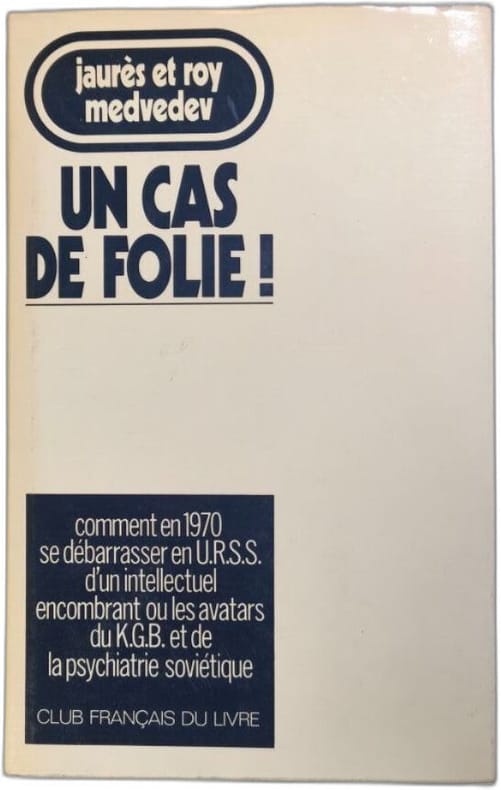 jaurès et roy
medvedev
UN CAS
DE FOLIE !
comment en 1970
se débarrasser en U.R.S.S.
d'un intellectuel
encombrant ou les avatars
du K.G.B. et de
la psychiatrie soviétique
CLUB FRANÇAIS DU LIVRE